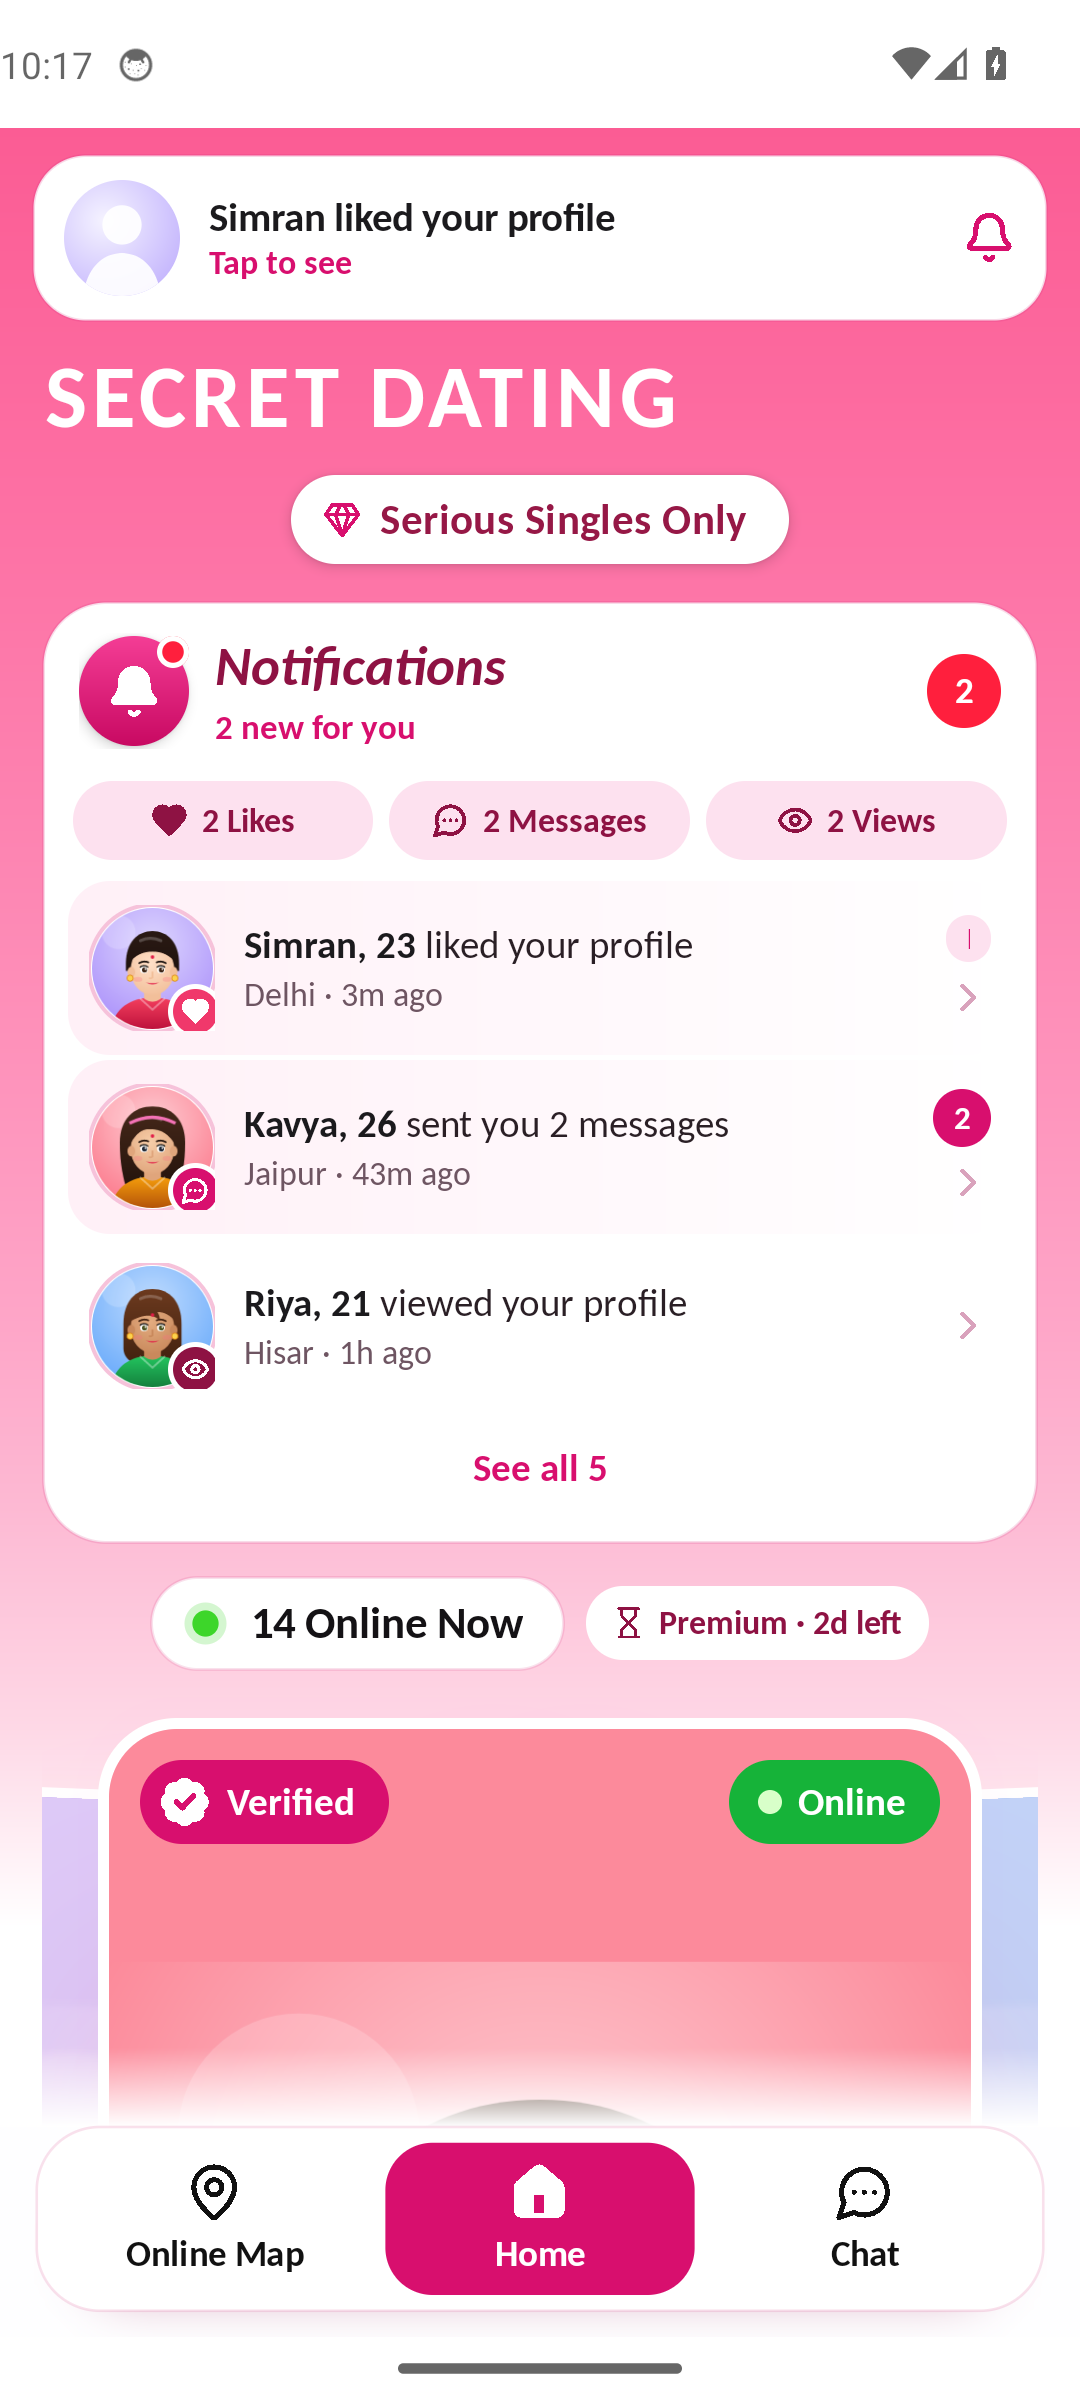 10:17
Simran liked your profile
Tap to see
SECRET DATING
Serious Singles Only
Notifications
2 new for you
2
2 Likes
2 Messages
2 Views
Simran, 23 liked your profile
Delhi · 3m ago
Kavya, 26 sent you 2 messages
Jaipur · 43m ago
2
Riya, 21 viewed your profile
Hisar · 1h ago
See all 5
14 Online Now
Premium · 2d left
Verified
Online
Online Map
Home
Chat